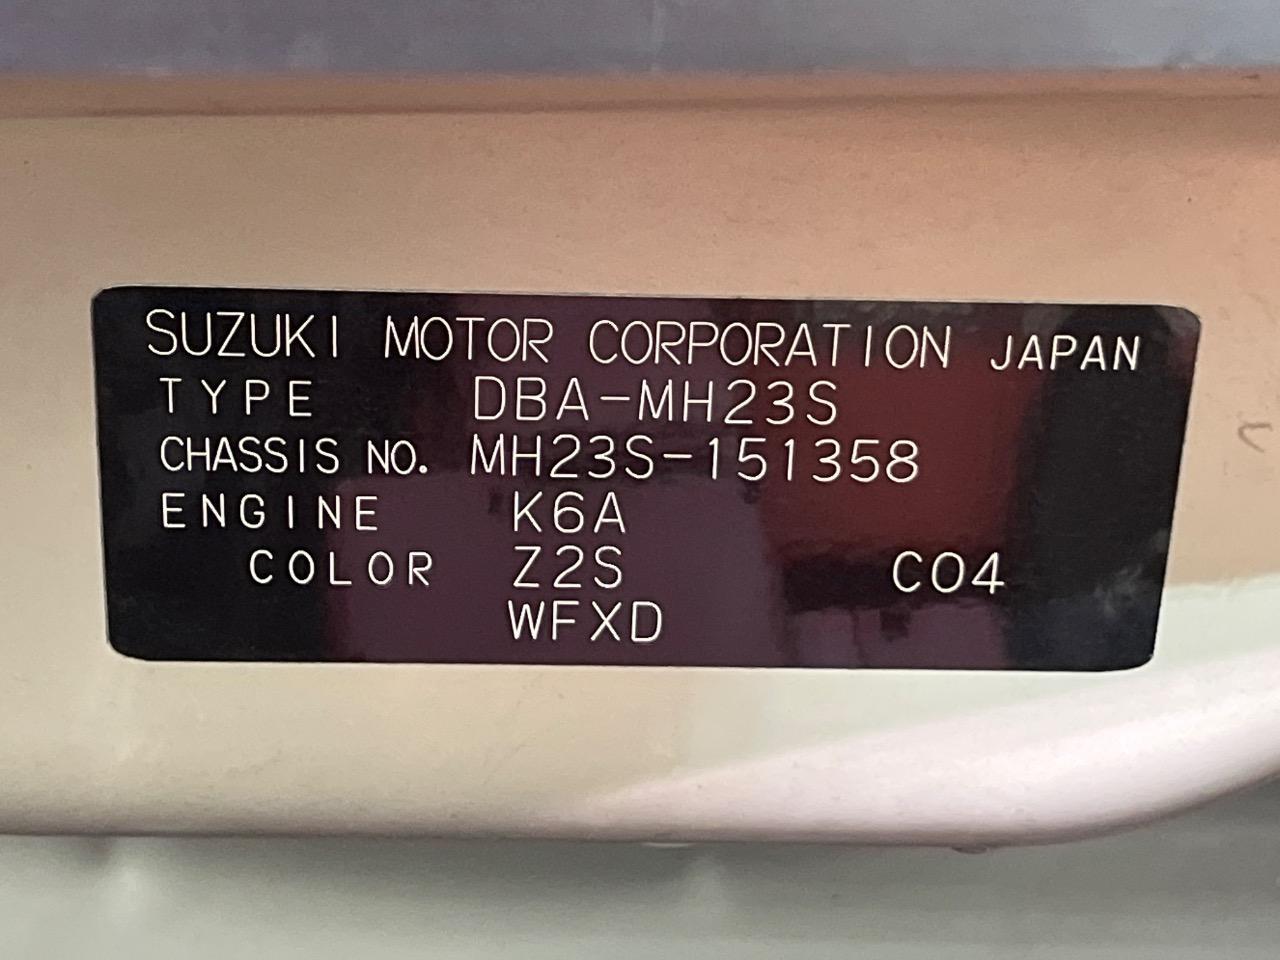 SUZUKI MOTOR CORPORATION JAPAN
TYPE DBA-MH23S
CHASSIS NO. MH23S-151358
ENGINE K6A
COLOR Z2S C04
WFXD